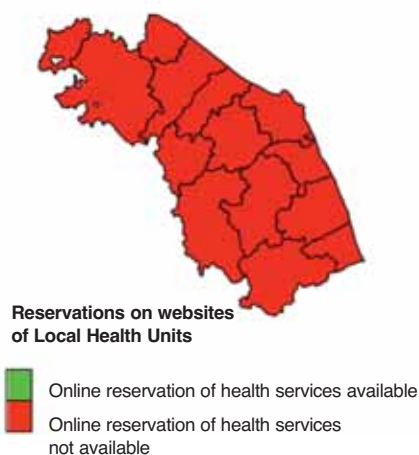 Reservations on websites
of Local Health Units
Online reservation of health services available
Online reservation of health services
not available